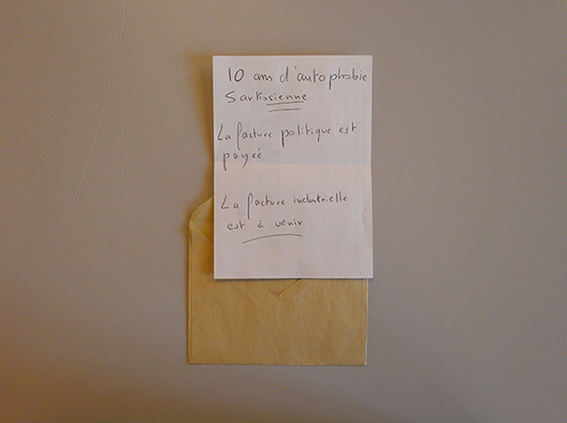 10 ans d'autophobie
Sarkosienne
La facture politique est
payée
La facture industrielle
est à venir